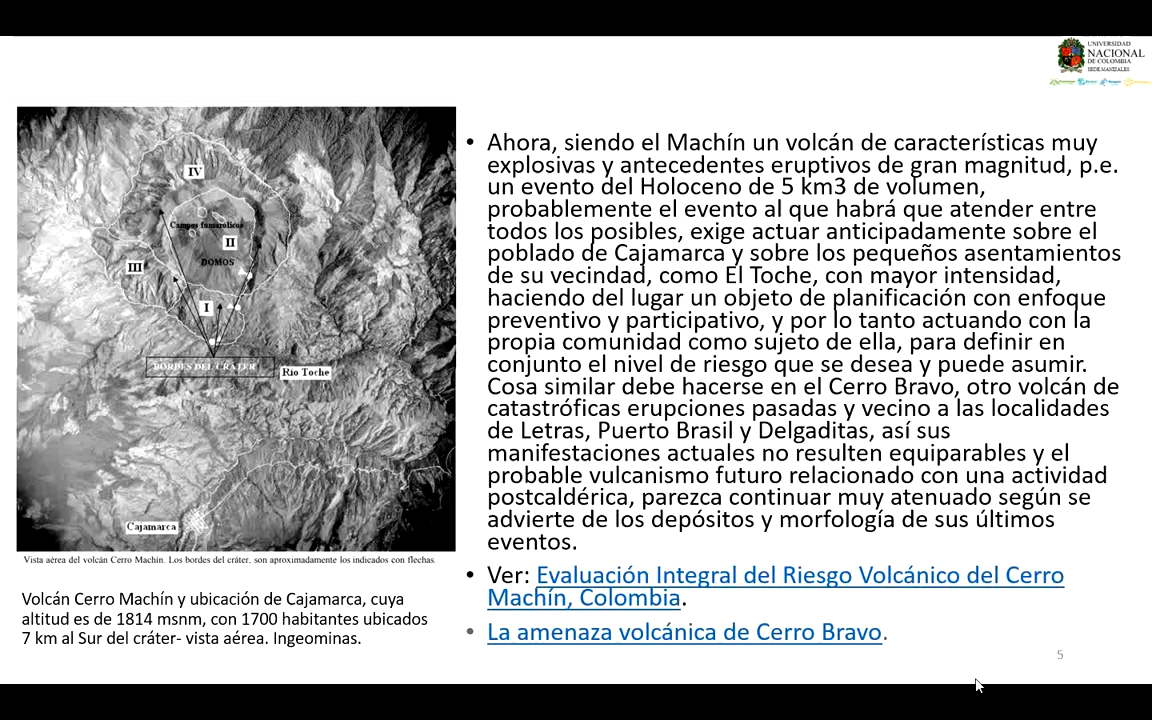 UNIVERSIDAD
NACIONAL
DE COLOMBIA
SEDE MANIZALES
IV
Campos fumarólicos
II
DOMOS
III
I
BORDES DEL CRÁTER
Río Toche
Cajamarca
Vista aérea del volcán Cerro Machín. Los bordes del cráter, son aproximadamente los indicados con flechas.
Volcán Cerro Machín y ubicación de Cajamarca, cuya
altitud es de 1814 msnm, con 1700 habitantes ubicados
7 km al Sur del cráter- vista aérea. Ingeominas.
• Ahora, siendo el Machín un volcán de características muy
explosivas y antecedentes eruptivos de gran magnitud, p.e.
un evento del Holoceno de 5 km3 de volumen,
probablemente el evento al que habrá que atender entre
todos los posibles, exige actuar anticipadamente sobre el
poblado de Cajamarca y sobre los pequeños asentamientos
de su vecindad, como El Toche, con mayor intensidad,
haciendo del lugar un objeto de planificación con enfoque
preventivo y participativo, y por lo tanto actuando con la
propia comunidad como sujeto de ella, para definir en
conjunto el nivel de riesgo que se desea y puede asumir.
Cosa similar debe hacerse en el Cerro Bravo, otro volcán de
catastróficas erupciones pasadas y vecino a las localidades
de Letras, Puerto Brasil y Delgaditas, así sus
manifestaciones actuales no resulten equiparables y el
probable vulcanismo futuro relacionado con una actividad
postcaldérica, parezca continuar muy atenuado según se
advierte de los depósitos y morfología de sus últimos
eventos.
• Ver: Evaluación Integral del Riesgo Volcánico del Cerro
Machín, Colombia.
• La amenaza volcánica de Cerro Bravo.
5